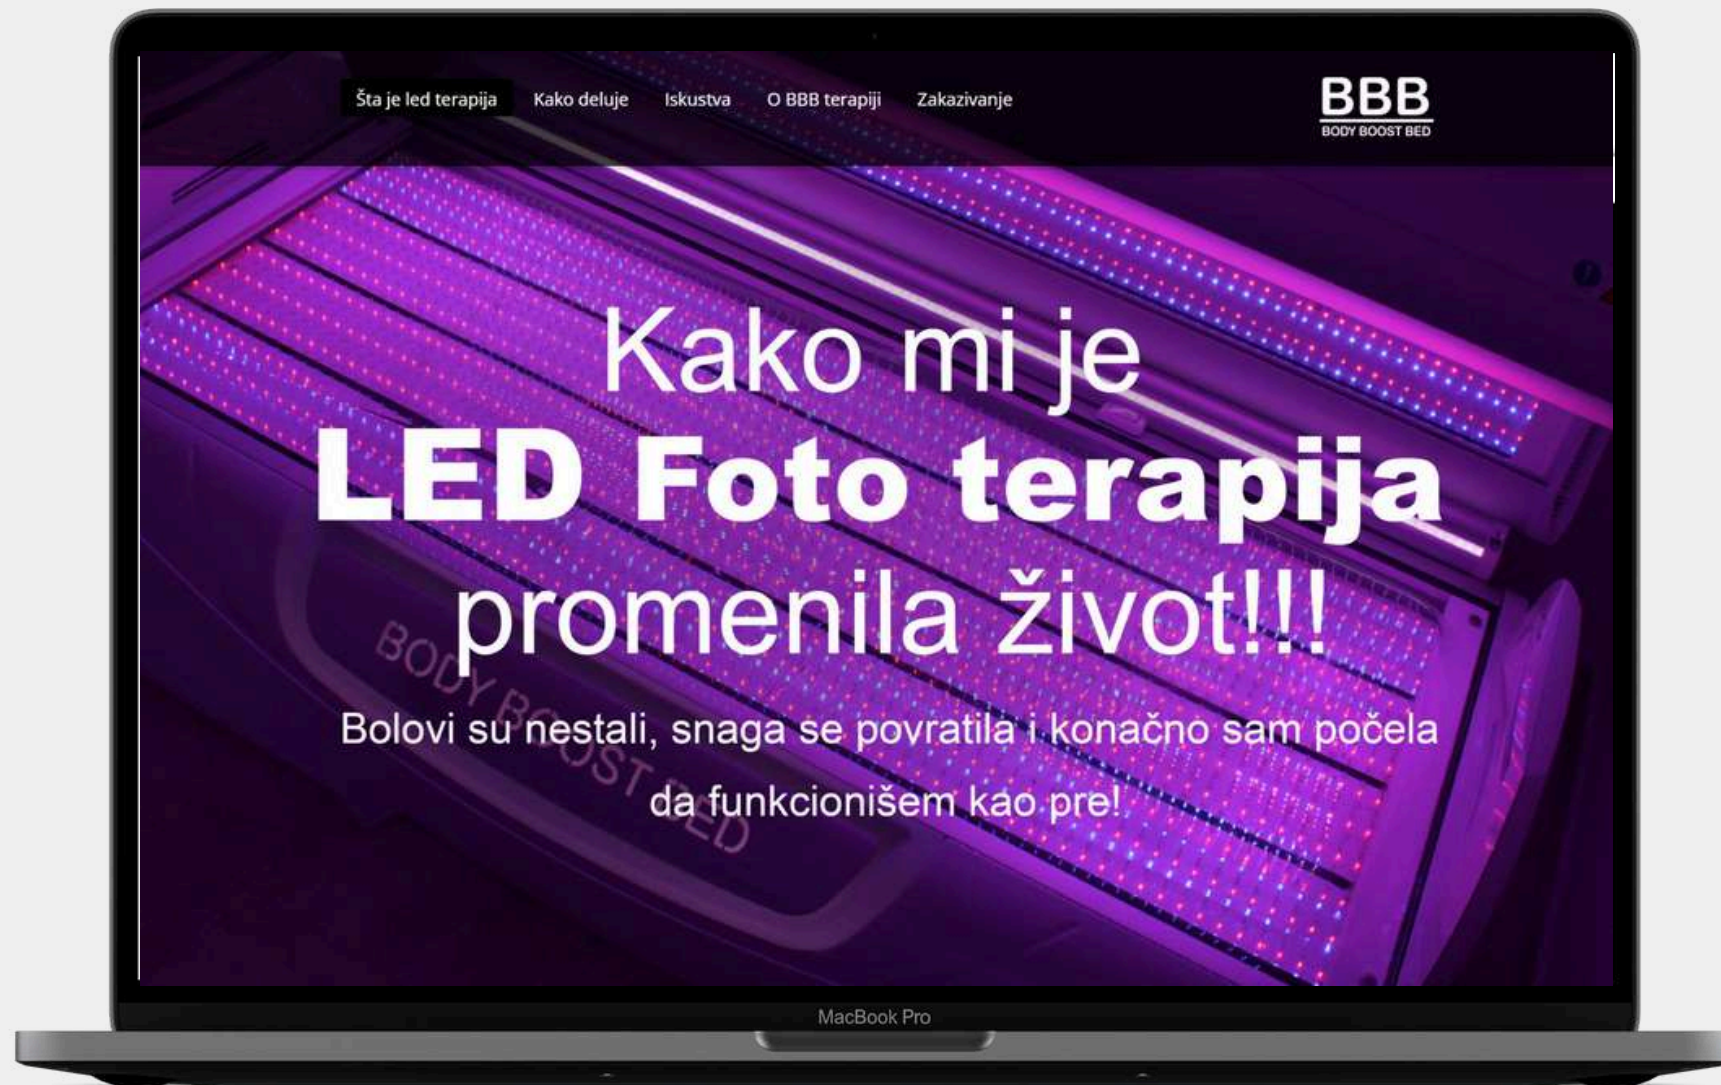 Šta je led terapija Kako deluje Iskustva O BBB terapiji Zakazivanje
BBB
BODY BOOST BED
Kako mi je
LED Foto terapija
promenila život!!!
BODY BOOST BED
Bolovi su nestali, snaga se povratila i konačno sam počela
da funkcionišem kao pre!
MacBook Pro